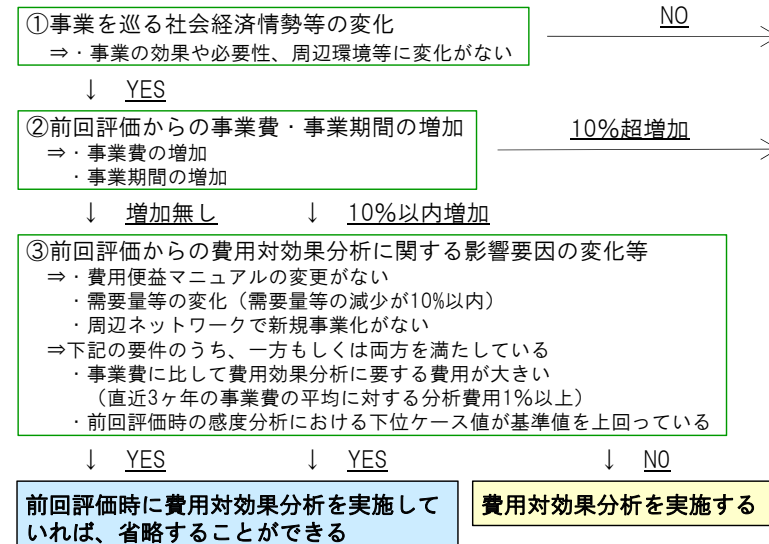 ①事業を巡る社会経済情勢等の変化
⇒・事業の効果や必要性、周辺環境等に変化がない
NO
↓ YES
②前回評価からの事業費・事業期間の増加
⇒・事業費の増加
・事業期間の増加
10%超増加
↓ 増加無し ↓ 10%以内増加
③前回評価からの費用対効果分析に関する影響要因の変化等
⇒・費用便益マニュアルの変更がない
・需要量等の変化（需要量等の減少が10%以内）
・周辺ネットワークで新規事業化がない
⇒下記の要件のうち、一方もしくは両方を満たしている
・事業費に比して費用効果分析に要する費用が大きい
（直近3ヶ年の事業費の平均に対する分析費用1%以上）
・前回評価時の感度分析における下位ケース値が基準値を上回っている
↓ YES ↓ YES ↓ NO
前回評価時に費用対効果分析を実施して
いれば、省略することができる
費用対効果分析を実施する